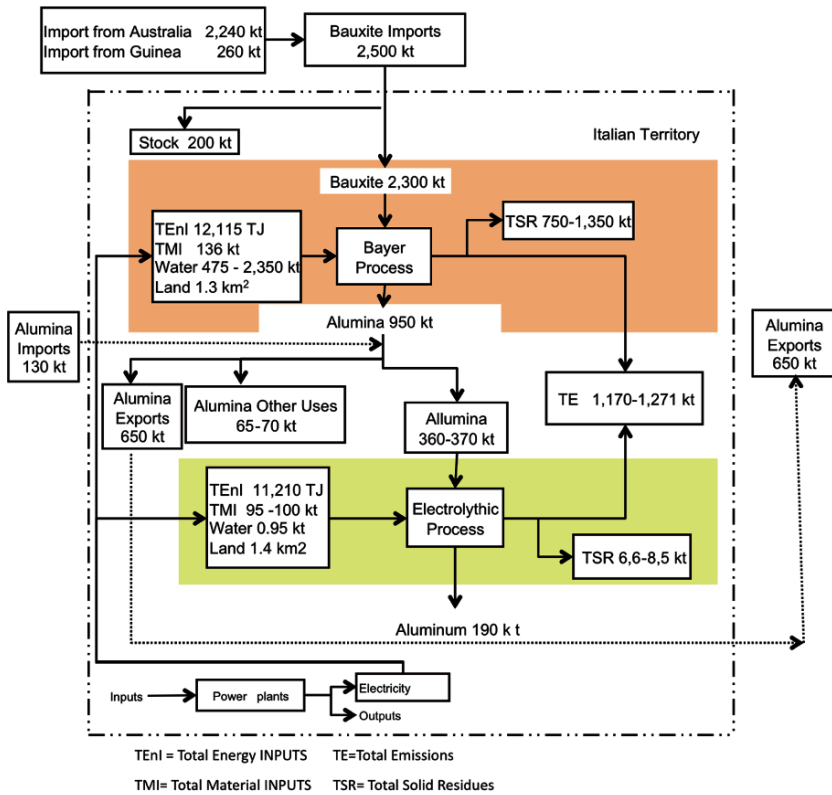 Import from Australia 2,240 kt
Import from Guinea 260 kt
Bauxite Imports
2,500 kt
Stock 200 kt
Italian Territory
Bauxite 2,300 kt
TEnI 12,115 TJ
TMI 136 kt
Water 475 - 2,350 kt
Land 1.3 km²
Bayer
Process
TSR 750-1,350 kt
Alumina 950 kt
Alumina
Imports
130 kt
Alumina
Exports
650 kt
Alumina
Exports
650 kt
Alumina Other Uses
65-70 kt
Allumina
360-370 kt
TE 1,170-1,271 kt
TEnI 11,210 TJ
TMI 95 -100 kt
Water 0.95 kt
Land 1.4 km2
Electrolythic
Process
TSR 6,6-8,5 kt
Aluminum 190 k t
Inputs
Power plants
Electricity
Outputs
TEnI = Total Energy INPUTS TE=Total Emissions
TMI= Total Material INPUTS TSR= Total Solid Residues